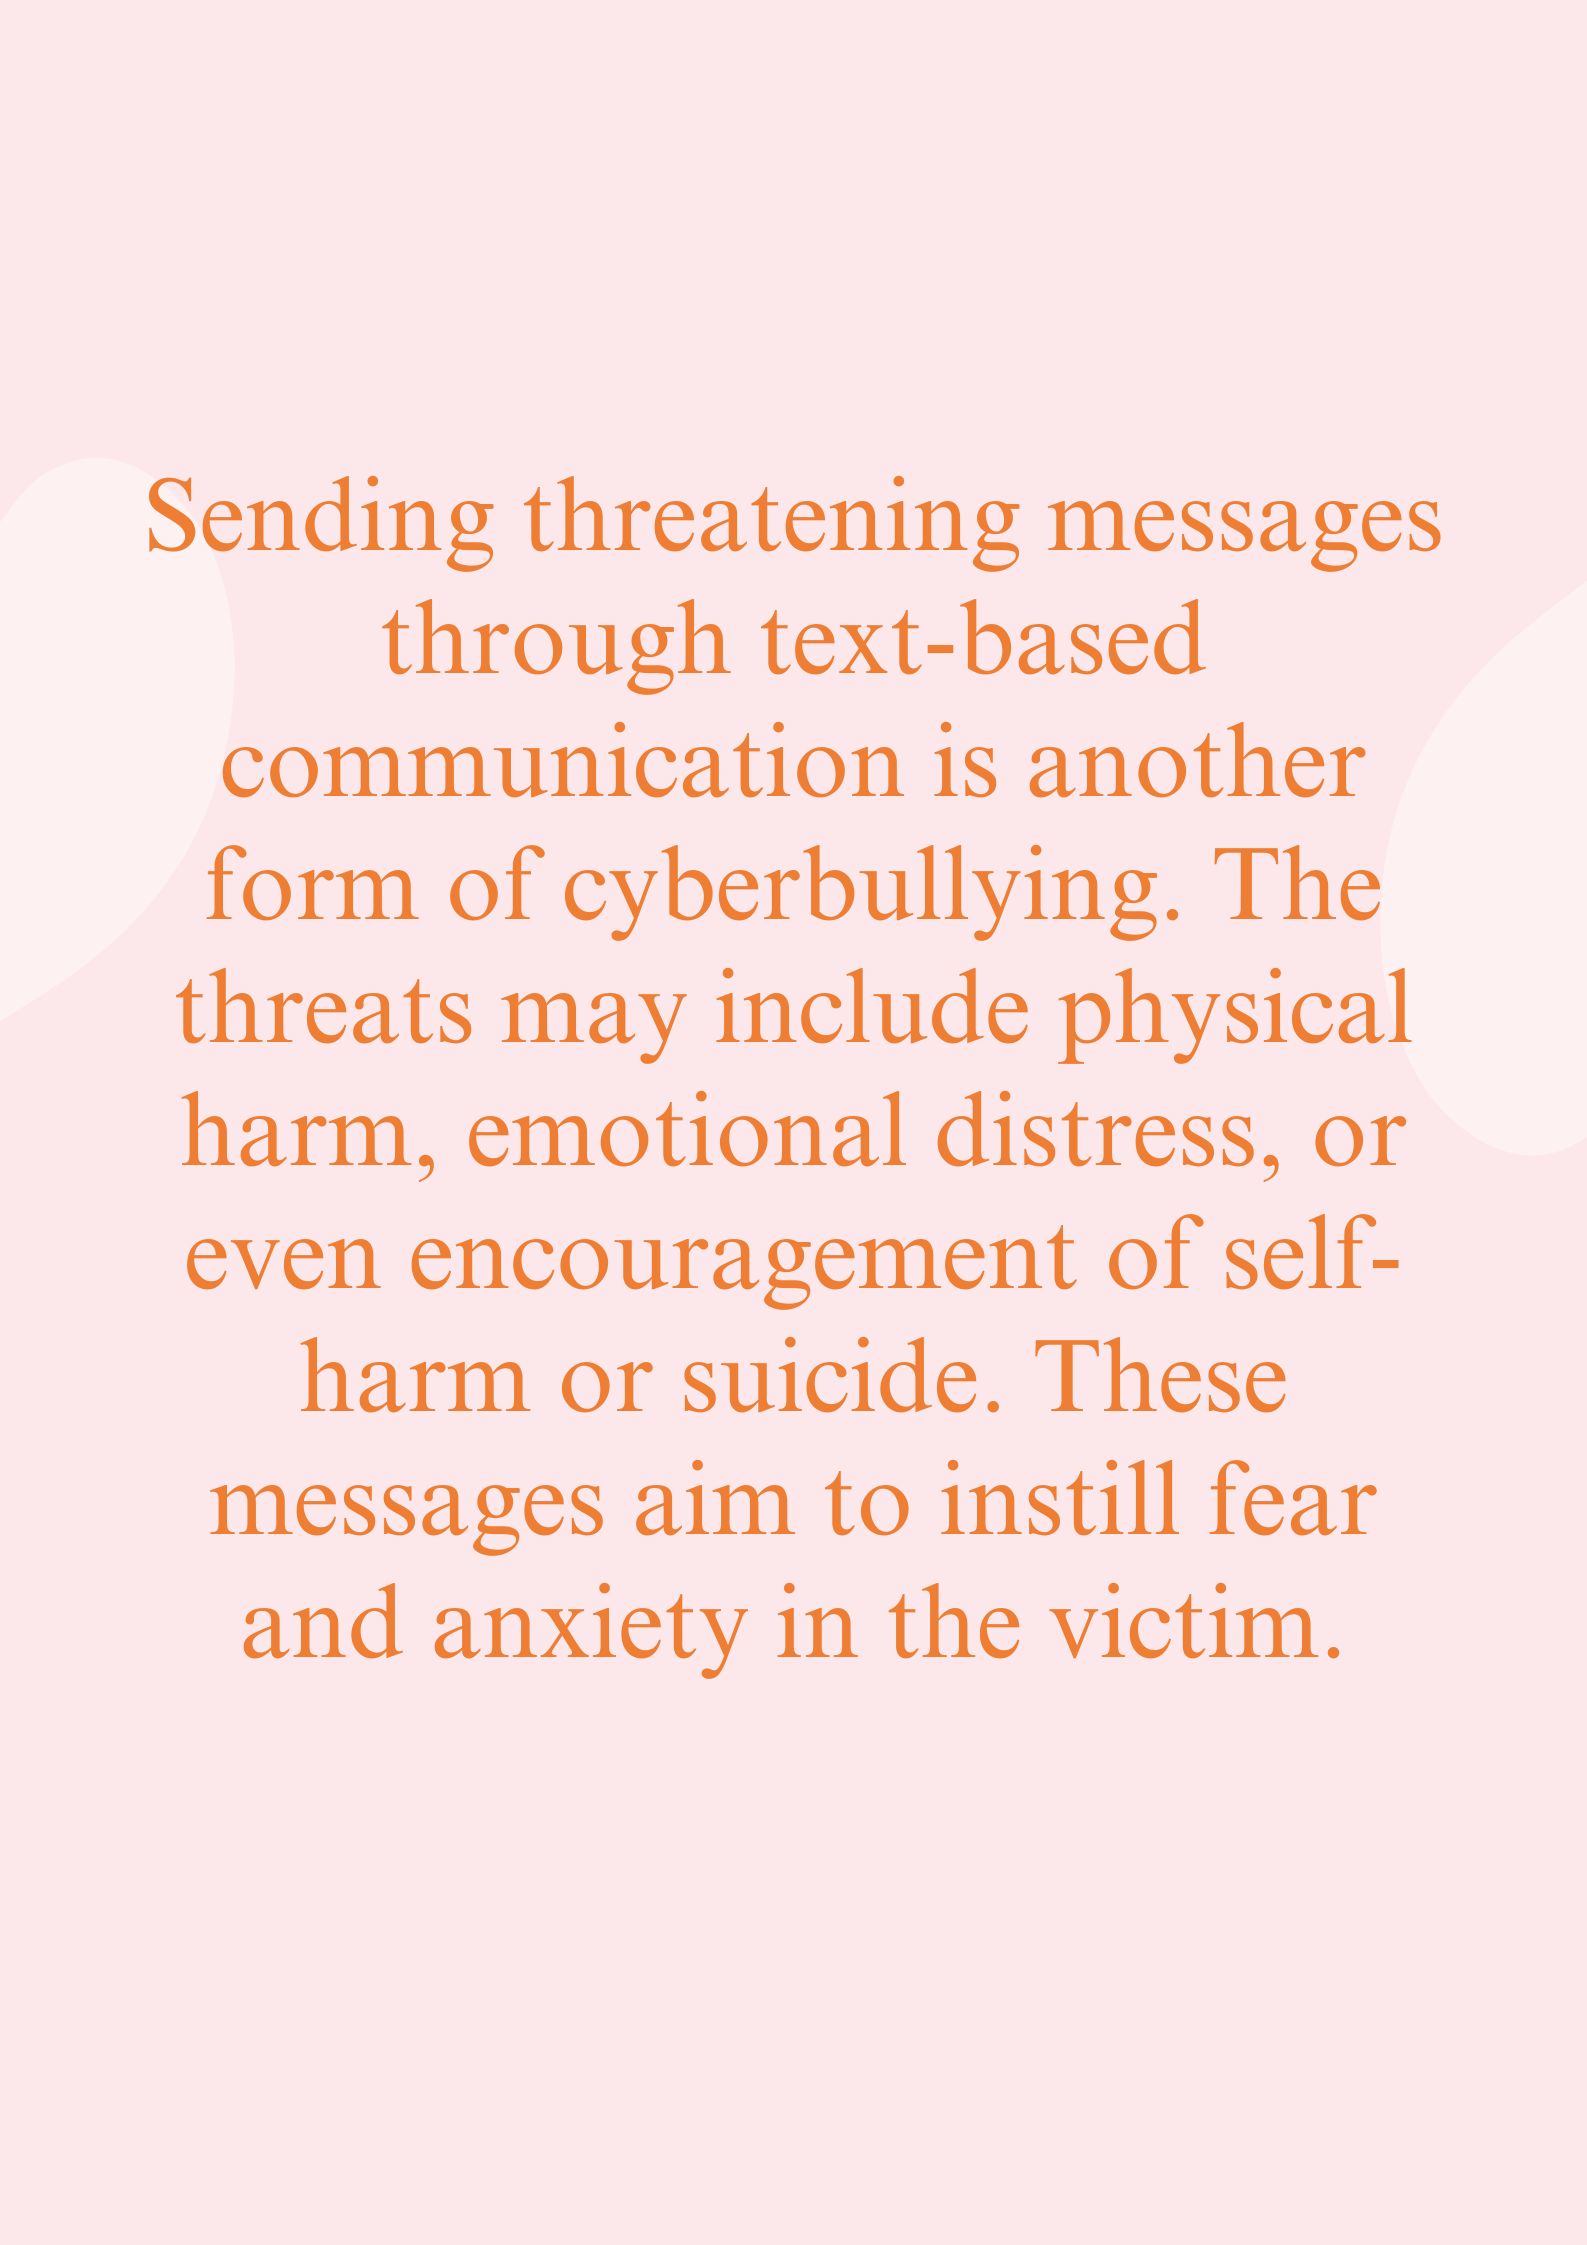 Sending threatening messages
through text-based
communication is another
form of cyberbullying. The
threats may include physical
harm, emotional distress, or
even encouragement of self-
harm or suicide. These
messages aim to instill fear
and anxiety in the victim.